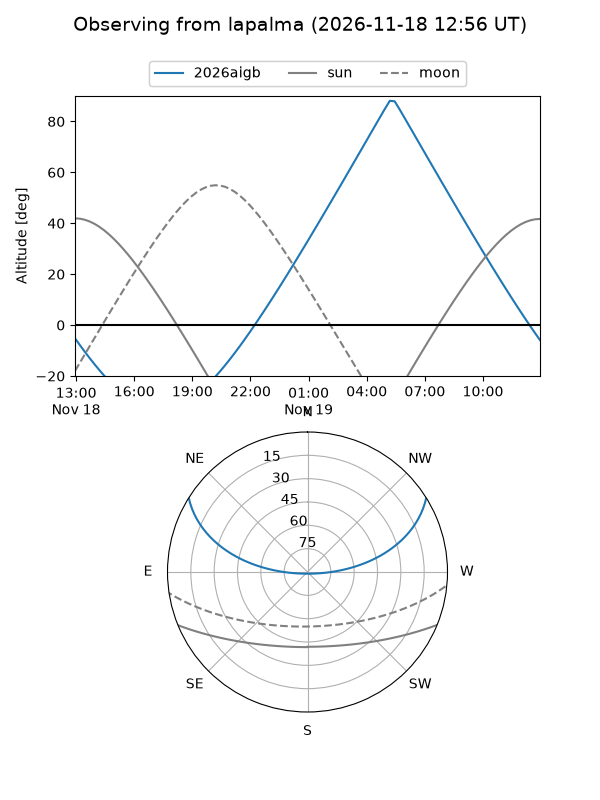 Observing from lapalma (2026-11-18 12:56 UT)
2026aigb sun moon
Altitude [deg]
80
60
40
20
0
−20
13:00 16:00 19:00 22:00 01:00 04:00 07:00 10:00
Nov 18 Nov 19
N
NE NW
15
30
45
60
75
E W
SE SW
S